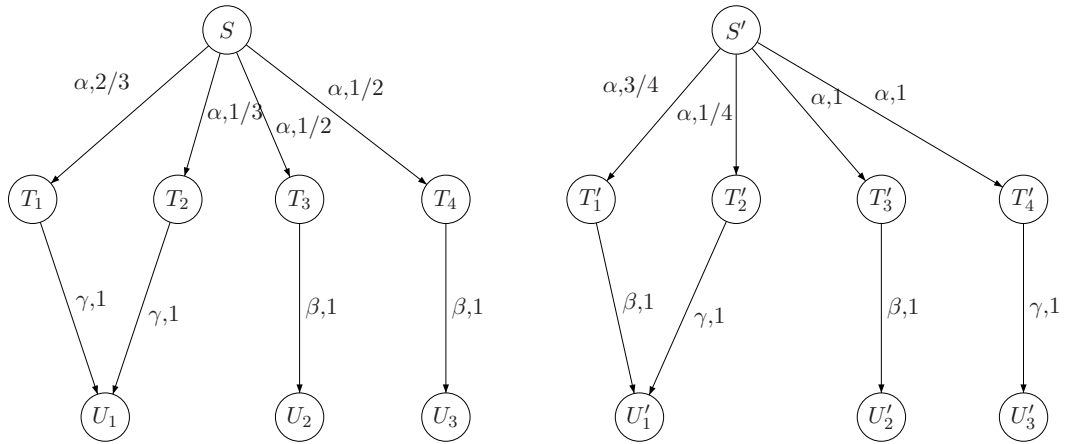 S
S′
α,2/3
α,1/3
α,1/2
α,1/2
α,3/4
α,1/4
α,1
α,1
T₁
T₂
T₃
T₄
T′₁
T′₂
T′₃
T′₄
γ,1
γ,1
β,1
β,1
β,1
γ,1
β,1
γ,1
U₁
U₂
U₃
U′₁
U′₂
U′₃